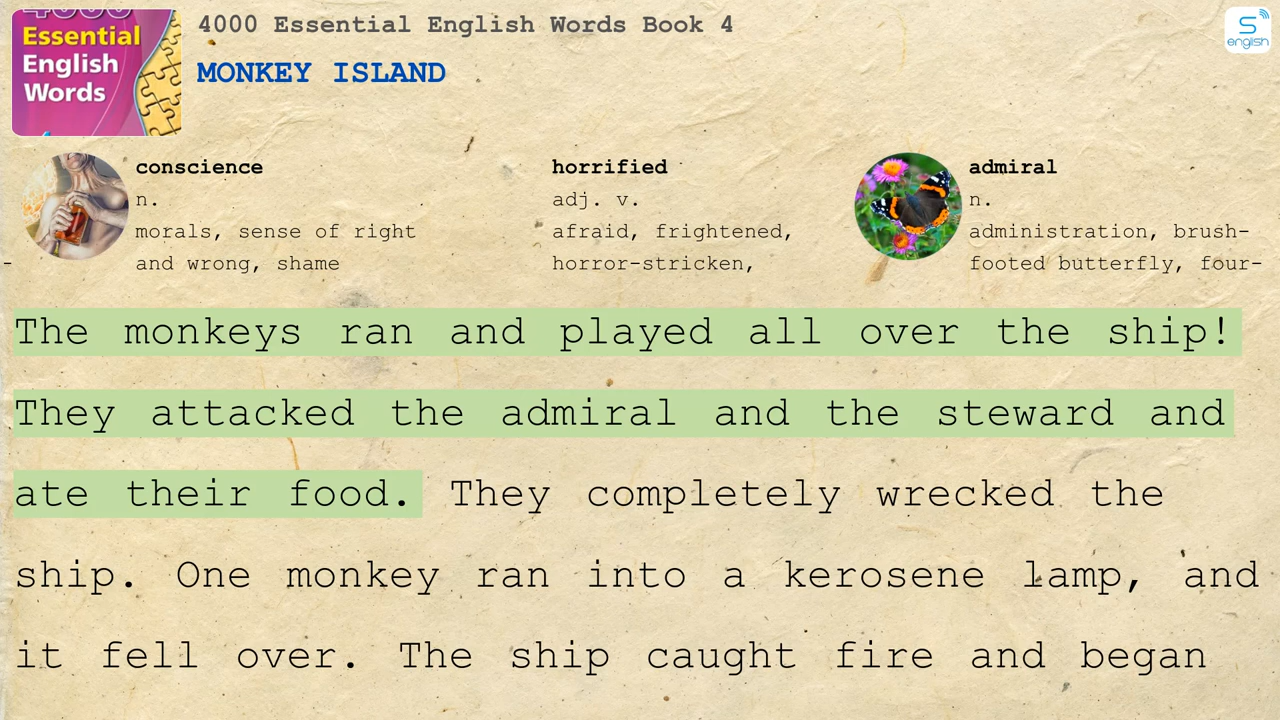 4000
Essential
English
Words
4000 Essential English Words Book 4
MONKEY ISLAND
S
english
conscience
n.
morals, sense of right
and wrong, shame
horrified
adj. v.
afraid, frightened,
horror-stricken,
admiral
n.
administration, brush-
footed butterfly, four-
-
The monkeys ran and played all over the ship!
They attacked the admiral and the steward and
ate their food. They completely wrecked the
ship. One monkey ran into a kerosene lamp, and
it fell over. The ship caught fire and began